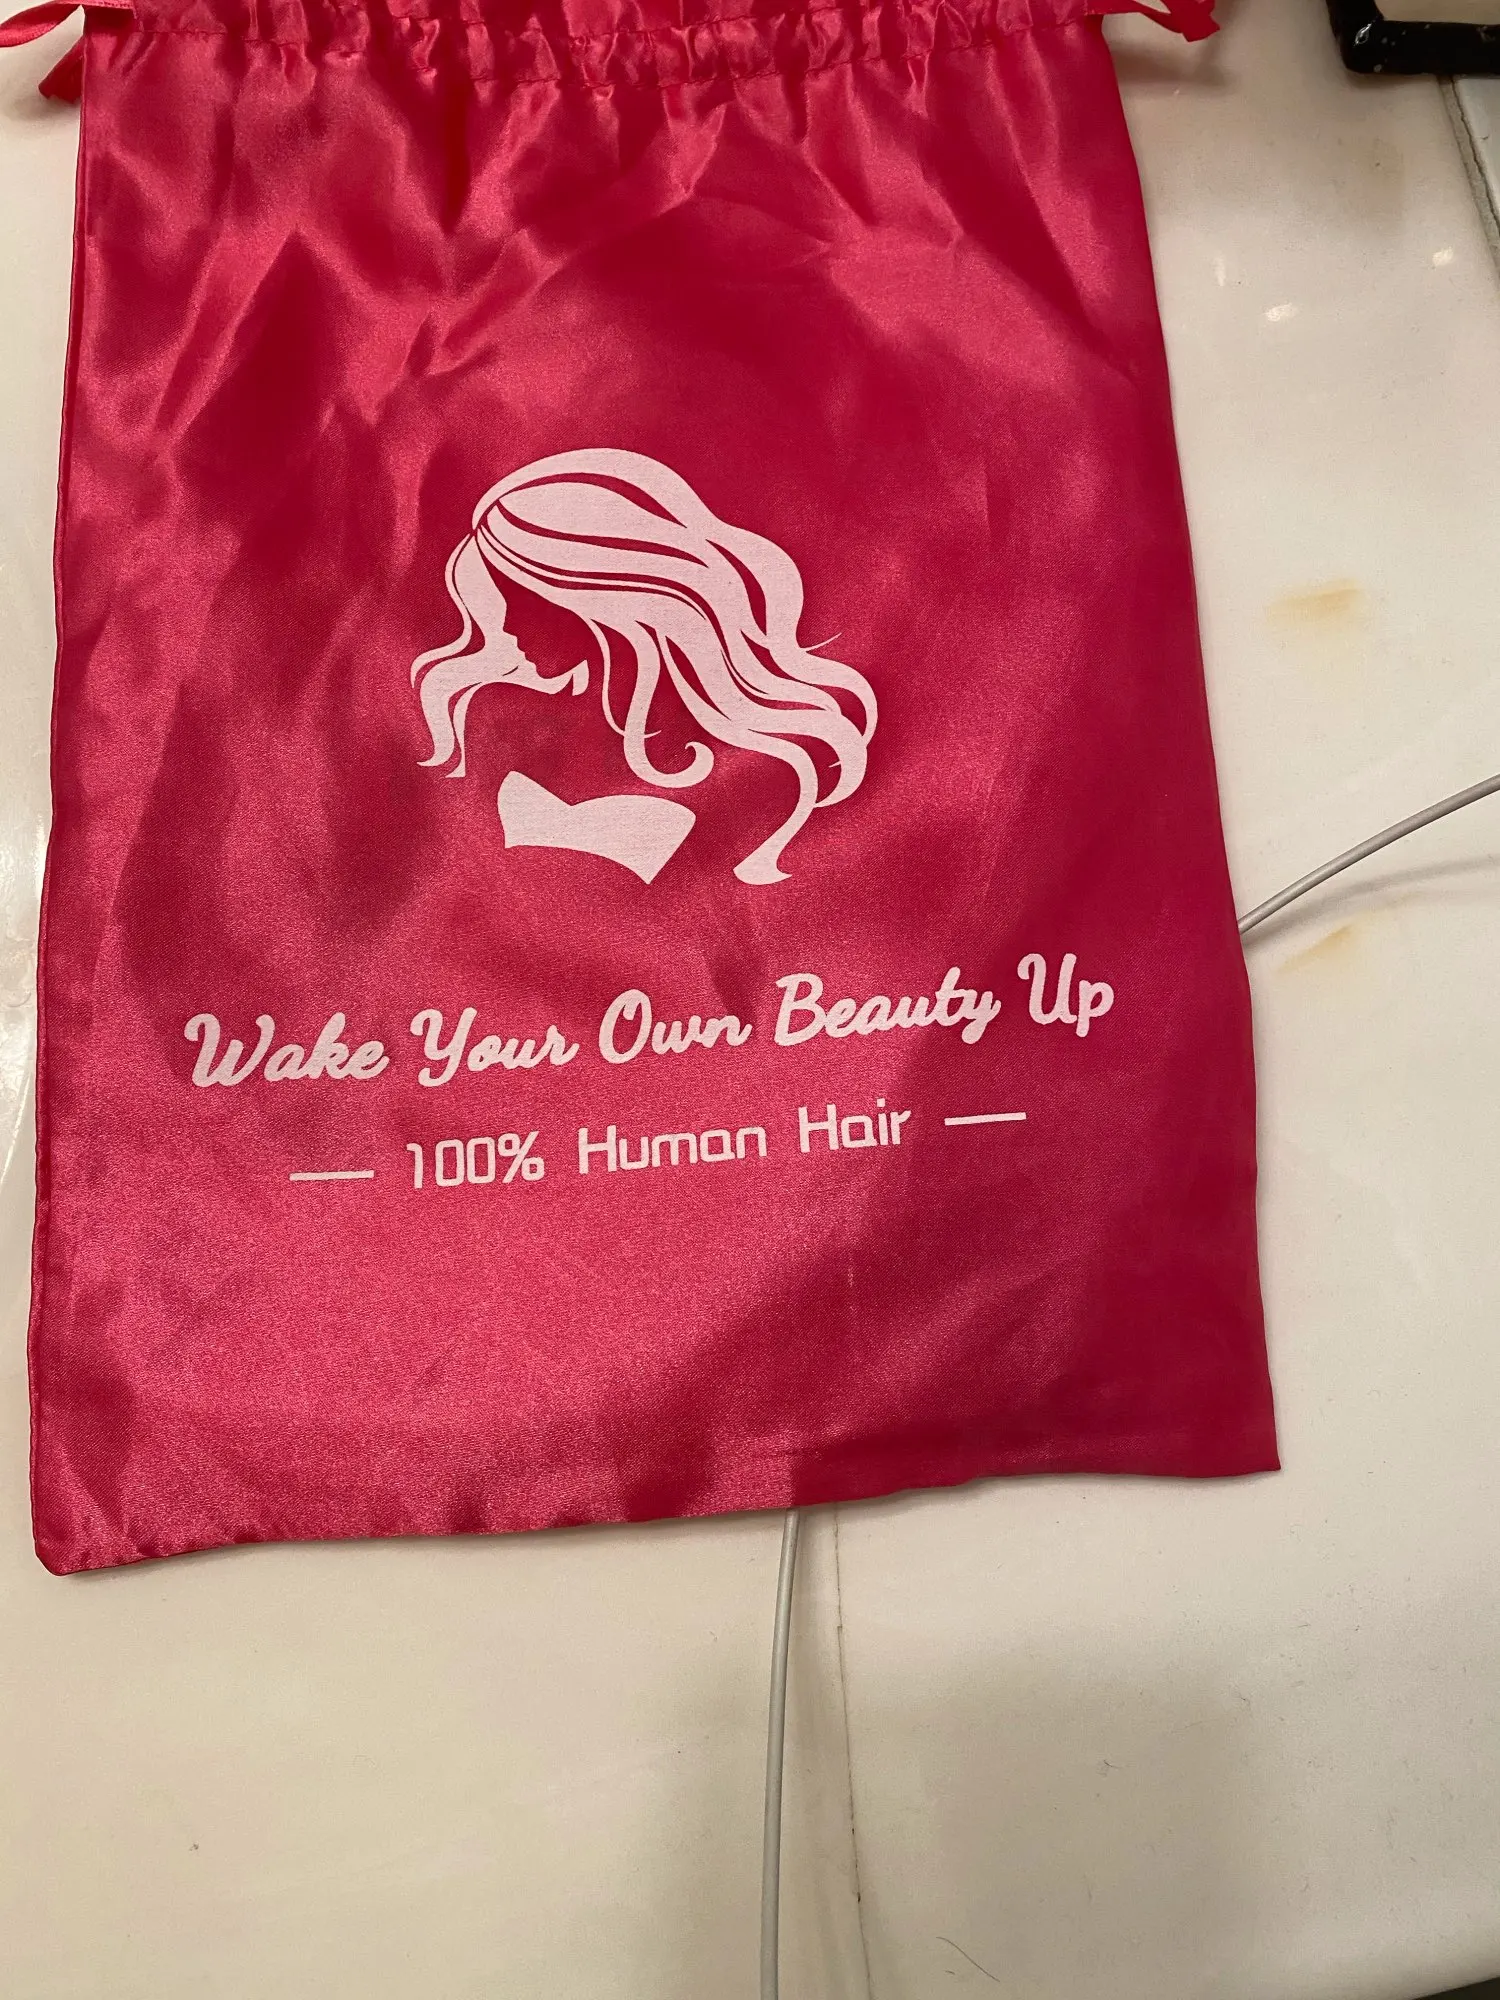 Wake Your Own Beauty Up
— 100% Human Hair —